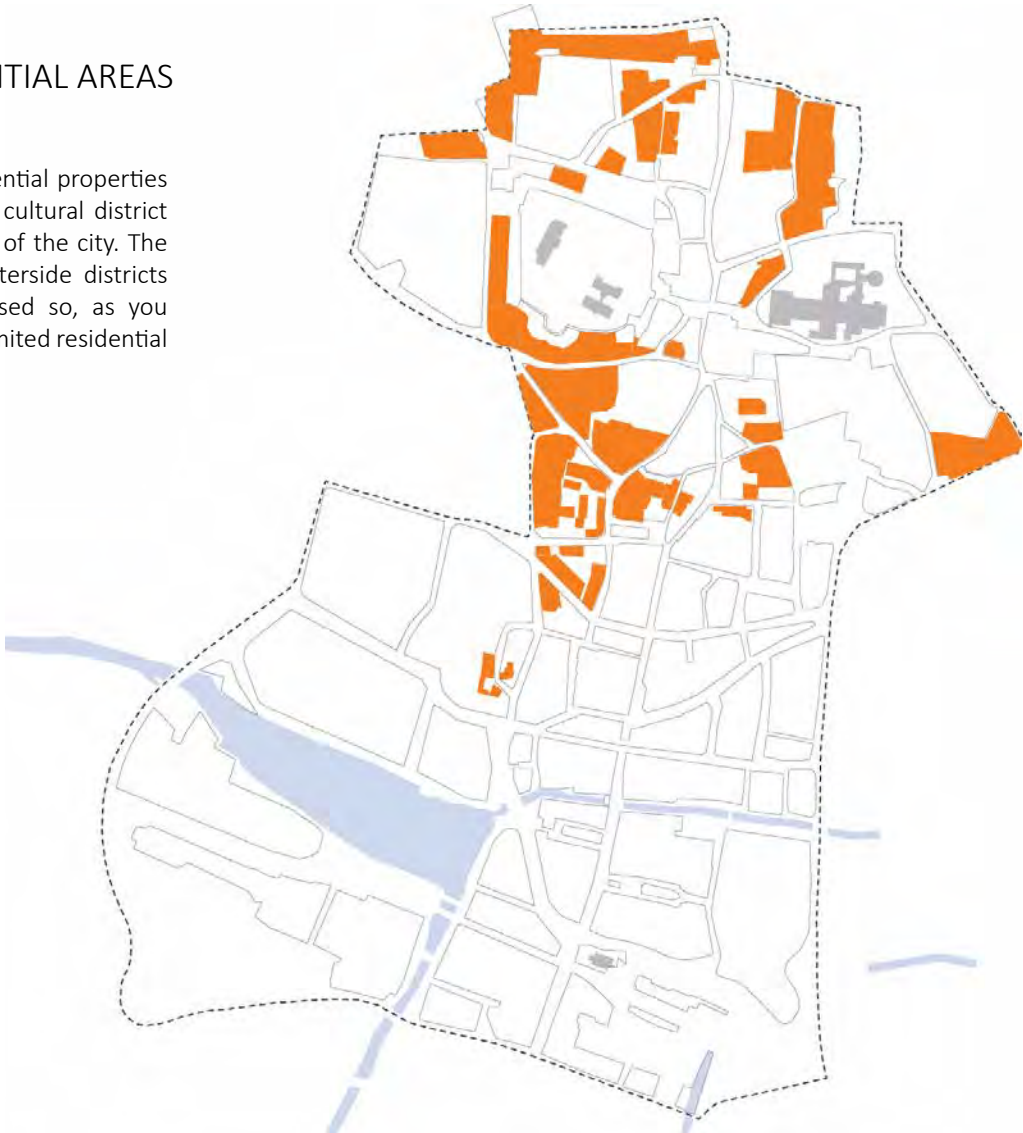 TIAL AREAS
ential properties
cultural district
of the city. The
terside districts
sed so, as you
nited residential